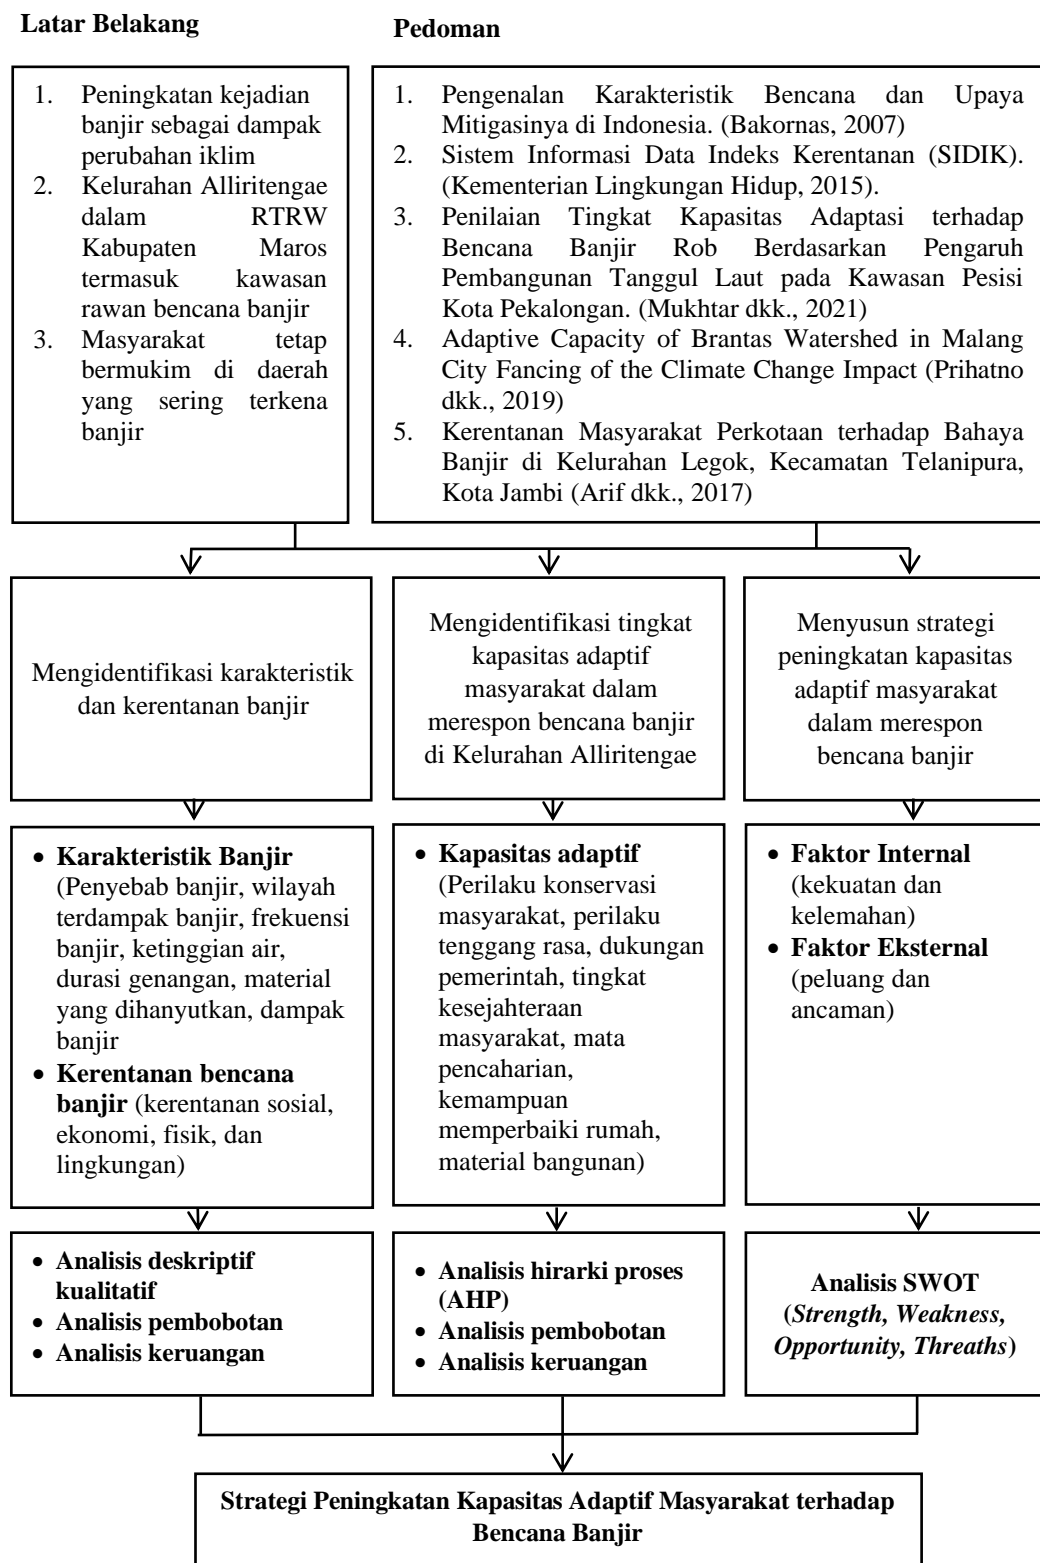 Latar Belakang
Pedoman
1. Peningkatan kejadian
banjir sebagai dampak
perubahan iklim
2. Kelurahan Alliritengae
dalam RTRW
Kabupaten Maros
termasuk kawasan
rawan bencana banjir
3. Masyarakat tetap
bermukim di daerah
yang sering terkena
banjir
1. Pengenalan Karakteristik Bencana dan Upaya
Mitigasinya di Indonesia. (Bakornas, 2007)
2. Sistem Informasi Data Indeks Kerentanan (SIDIK).
(Kementerian Lingkungan Hidup, 2015).
3. Penilaian Tingkat Kapasitas Adaptasi terhadap
Bencana Banjir Rob Berdasarkan Pengaruh
Pembangunan Tanggul Laut pada Kawasan Pesisi
Kota Pekalongan. (Mukhtar dkk., 2021)
4. Adaptive Capacity of Brantas Watershed in Malang
City Fancing of the Climate Change Impact (Prihatno
dkk., 2019)
5. Kerentanan Masyarakat Perkotaan terhadap Bahaya
Banjir di Kelurahan Legok, Kecamatan Telanipura,
Kota Jambi (Arif dkk., 2017)
Mengidentifikasi karakteristik
dan kerentanan banjir
Mengidentifikasi tingkat
kapasitas adaptif
masyarakat dalam
merespon bencana banjir
di Kelurahan Alliritengae
Menyusun strategi
peningkatan kapasitas
adaptif masyarakat
dalam merespon
bencana banjir
• Karakteristik Banjir
(Penyebab banjir, wilayah
terdampak banjir, frekuensi
banjir, ketinggian air,
durasi genangan, material
yang dihanyutkan, dampak
banjir
• Kerentanan bencana
banjir (kerentanan sosial,
ekonomi, fisik, dan
lingkungan)
• Kapasitas adaptif
(Perilaku konservasi
masyarakat, perilaku
tenggang rasa, dukungan
pemerintah, tingkat
kesejahteraan
masyarakat, mata
pencaharian,
kemampuan
memperbaiki rumah,
material bangunan)
• Faktor Internal
(kekuatan dan
kelemahan)
• Faktor Eksternal
(peluang dan
ancaman)
• Analisis deskriptif
kualitatif
• Analisis pembobotan
• Analisis keruangan
• Analisis hirarki proses
(AHP)
• Analisis pembobotan
• Analisis keruangan
Analisis SWOT
(Strength, Weakness,
Opportunity, Threaths)
Strategi Peningkatan Kapasitas Adaptif Masyarakat terhadap
Bencana Banjir